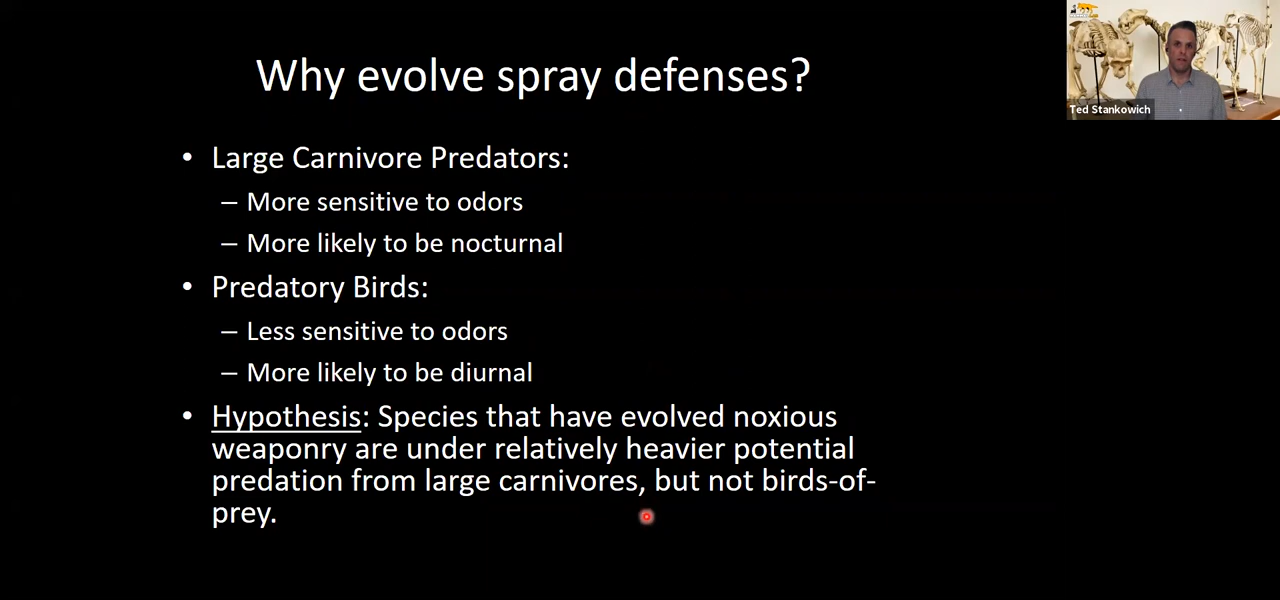 Why evolve spray defenses?
Ted Stankowich
• Large Carnivore Predators:
– More sensitive to odors
– More likely to be nocturnal
• Predatory Birds:
– Less sensitive to odors
– More likely to be diurnal
• Hypothesis: Species that have evolved noxious
weaponry are under relatively heavier potential
predation from large carnivores, but not birds-of-
prey.